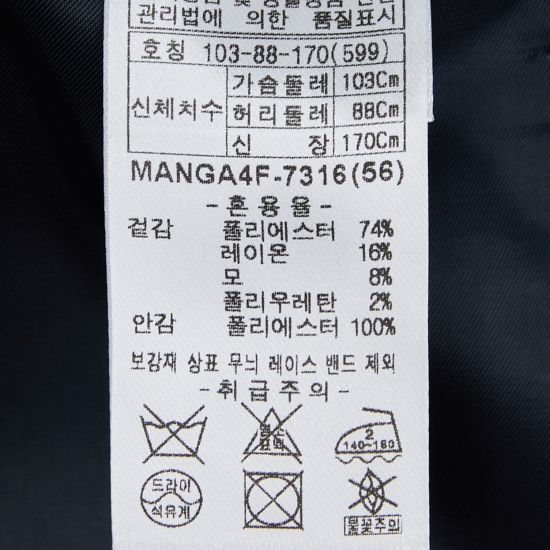 관리법에 의한 품질표시
호칭 103-88-170(599)
신체치수 가슴둘레 103Cm
허리둘레 88Cm
신 장 170Cm
MANGA4F-7316(56)
-혼용율-
겉감 폴리에스터 74%
레이온 16%
모 8%
폴리우레탄 2%
안감 폴리에스터 100%
보강재 상표 무늬 레이스 밴드 제외
-취급주의-
염소 표백
2
140~160
드라이
석유계
불꽃주의